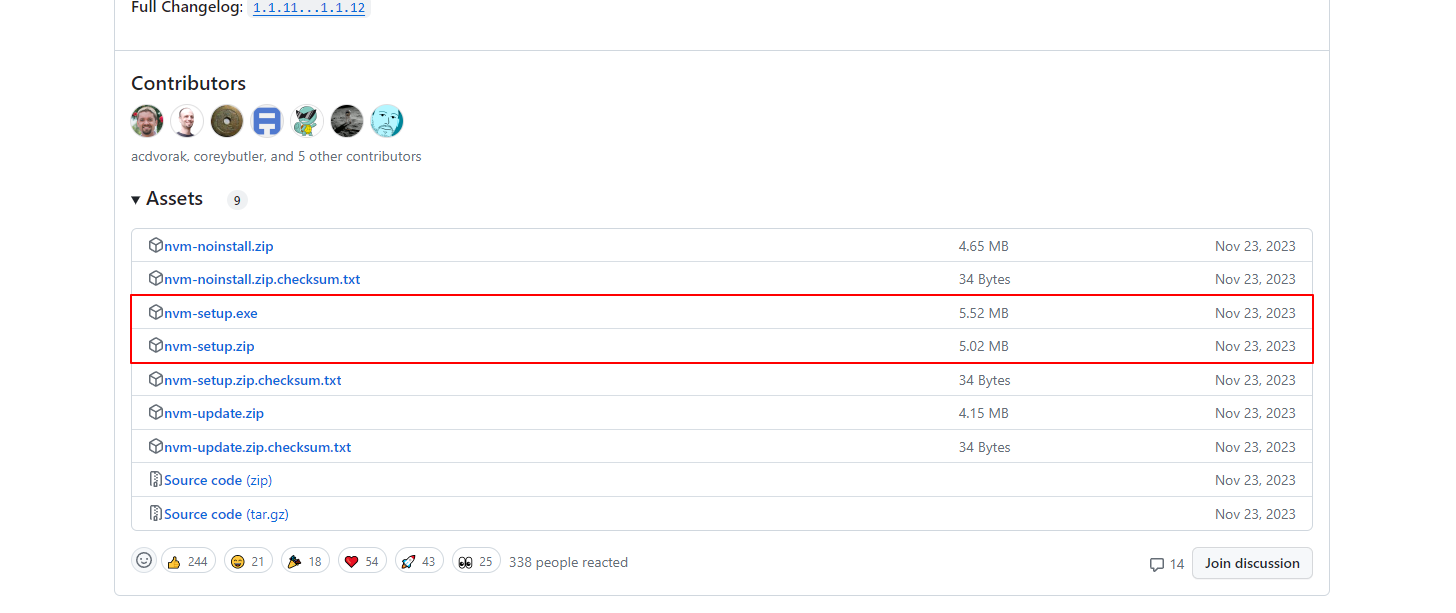 Full Changelog: 1.1.11...1.1.12
Contributors
acdvorak, coreybutler, and 5 other contributors
Assets 9
nvm-noinstall.zip 4.65 MB Nov 23, 2023
nvm-noinstall.zip.checksum.txt 34 Bytes Nov 23, 2023
nvm-setup.exe 5.52 MB Nov 23, 2023
nvm-setup.zip 5.02 MB Nov 23, 2023
nvm-setup.zip.checksum.txt 34 Bytes Nov 23, 2023
nvm-update.zip 4.15 MB Nov 23, 2023
nvm-update.zip.checksum.txt 34 Bytes Nov 23, 2023
Source code (zip) Nov 23, 2023
Source code (tar.gz) Nov 23, 2023
244 21 18 54 43 25 338 people reacted 14 Join discussion